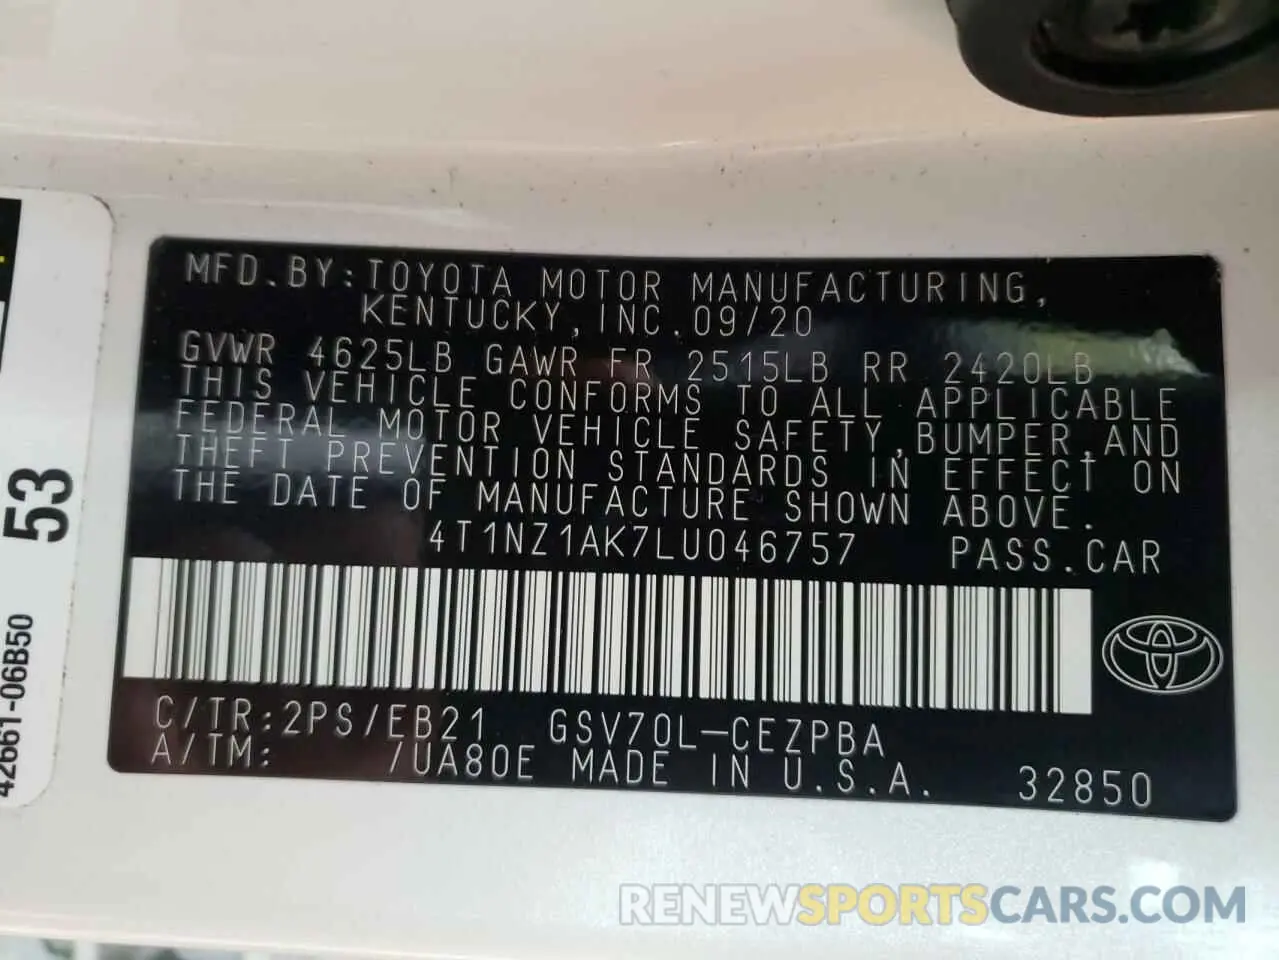 MFD.BY:TOYOTA MOTOR MANUFACTURING,
KENTUCKY,INC.09/20
GVWR 4625LB GAWR FR 2515LB RR 2420LB
THIS VEHICLE CONFORMS TO ALL APPLICABLE
FEDERAL MOTOR VEHICLE SAFETY,BUMPER,AND
THEFT PREVENTION STANDARDS IN EFFECT ON
THE DATE OF MANUFACTURE SHOWN ABOVE.
4T1NZ1AK7LU046757 PASS.CAR
C/TR:2PS/EB21 GSV70L-CEZPBA
A/TM: /UA80E MADE IN U.S.A. 32850
53
42661-06B50
RENEWSPORTSCARS.COM